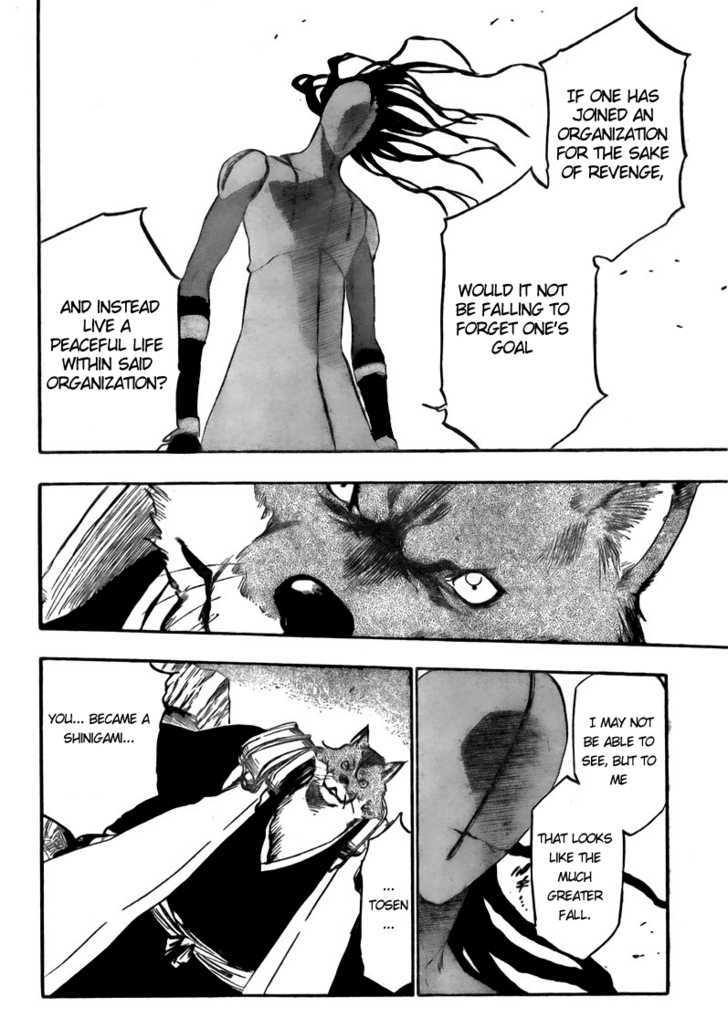 IF ONE HAS
JOINED AN
ORGANIZATION
FOR THE SAKE
OF REVENGE,
WOULD IT NOT
BE FALLING TO
FORGET ONE'S
GOAL
AND INSTEAD
LIVE A
PEACEFUL LIFE
WITHIN SAID
ORGANIZATION?
I MAY NOT
BE ABLE TO
SEE, BUT TO
ME
THAT LOOKS
LIKE THE
MUCH
GREATER
FALL.
YOU... BECAME A
SHINIGAMI...
...
TOSEN
...